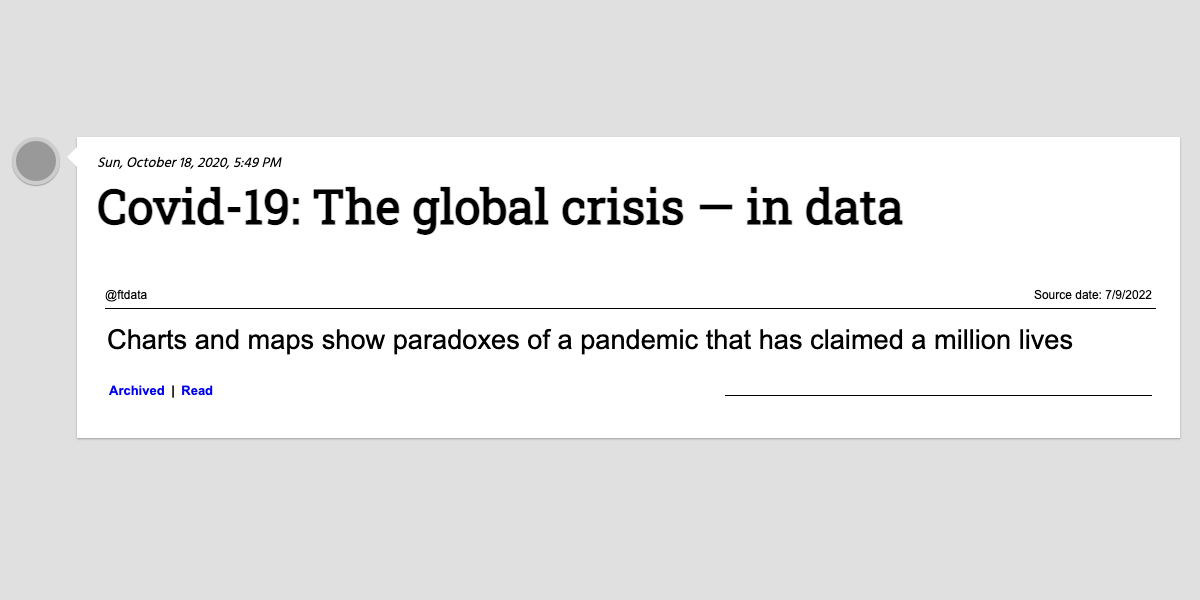 Sun, October 18, 2020, 5:49 PM
Covid-19: The global crisis — in data
@ftdata
Source date: 7/9/2022
Charts and maps show paradoxes of a pandemic that has claimed a million lives
Archived | Read